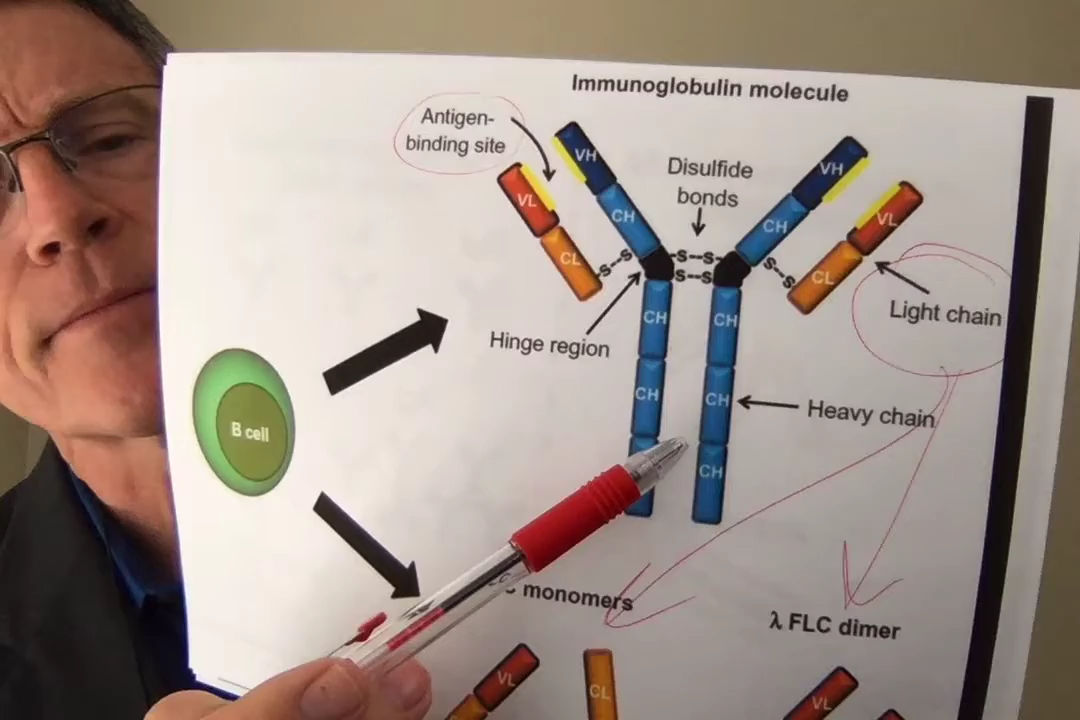 Immunoglobulin molecule
Antigen-
binding site
Disulfide
bonds
VH
VH
VL
VL
CH
CH
CL
CL
S--S
S--S
S--S
S--S
Hinge region
Light chain
CH
CH
CH
CH
Heavy chain
CH
B cell
monomers
λ FLC dimer
VL
CL
VL